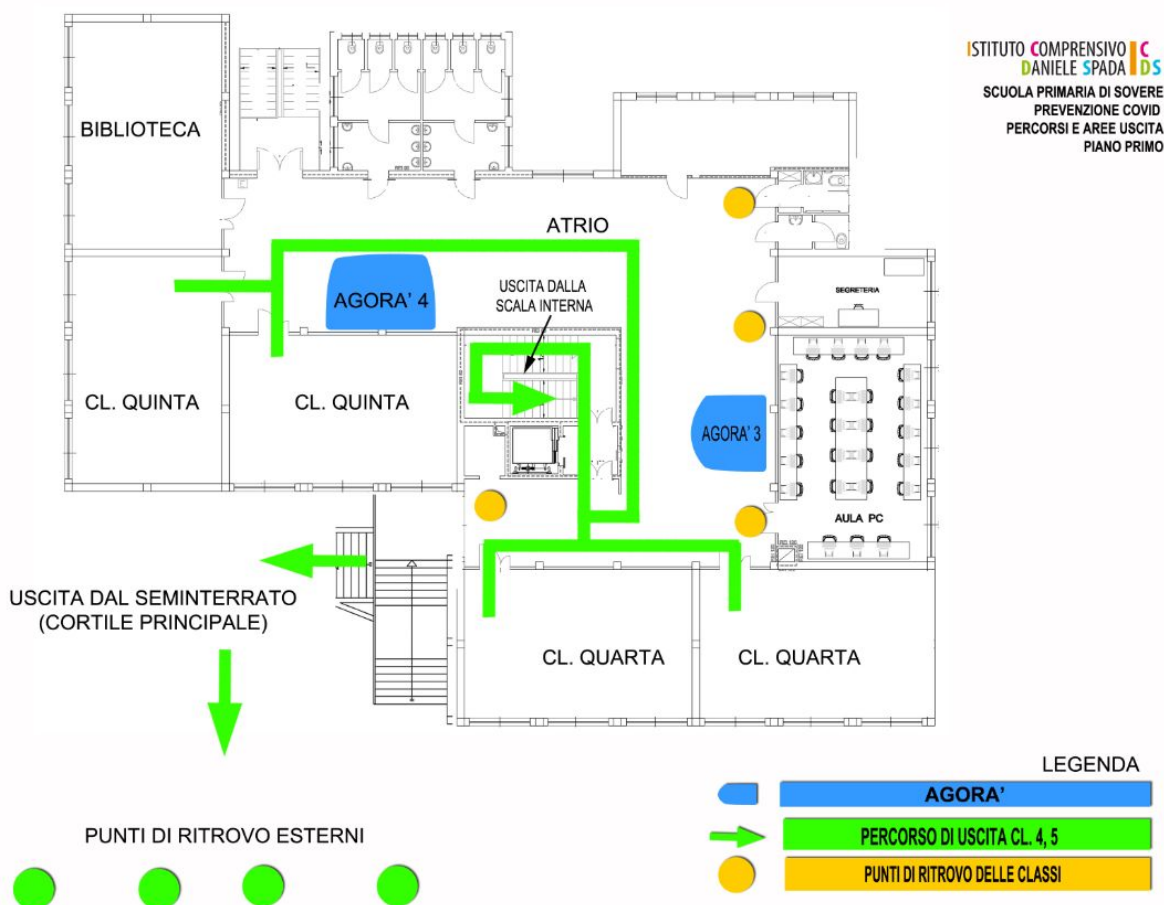 ISTITUTO COMPRENSIVO
DANIELE SPADA
IC
DS
SCUOLA PRIMARIA DI SOVERE
PREVENZIONE COVID
PERCORSI E AREE USCITA
PIANO PRIMO
BIBLIOTECA
ATRIO
USCITA DALLA
SCALA INTERNA
AGORA' 4
SEGRETERIA
CL. QUINTA
CL. QUINTA
AGORA' 3
AULA PC
USCITA DAL SEMINTERRATO
(CORTILE PRINCIPALE)
CL. QUARTA
CL. QUARTA
LEGENDA
AGORA'
PERCORSO DI USCITA CL. 4, 5
PUNTI DI RITROVO DELLE CLASSI
PUNTI DI RITROVO ESTERNI